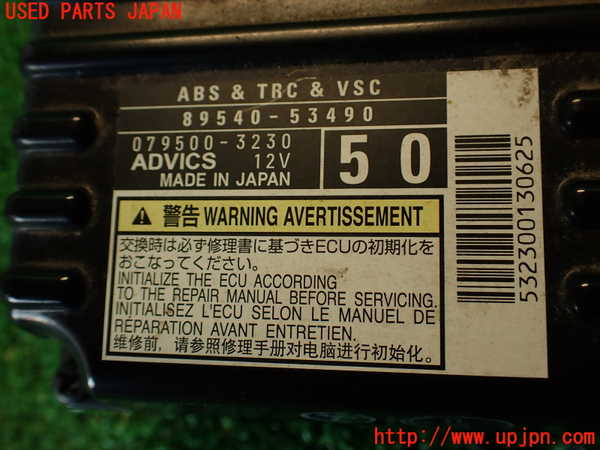 USED PARTS JAPAN
ABS & TRC & VSC
89540-53490
079500-3230
ADVICS 12V
MADE IN JAPAN
50
532300130625
警告 WARNING AVERTISSEMENT
交換時は必ず修理書に基づきECUの初期化を
おこなってください。
INITIALIZE THE ECU ACCORDING
TO THE REPAIR MANUAL BEFORE SERVICING.
INITIALISEZ L'ECU SELON LE MANUEL DE
RÉPARATION AVANT ENTRETIEN.
维修前，请参照修理手册对电脑进行初始化。
http://www.upjpn.com/